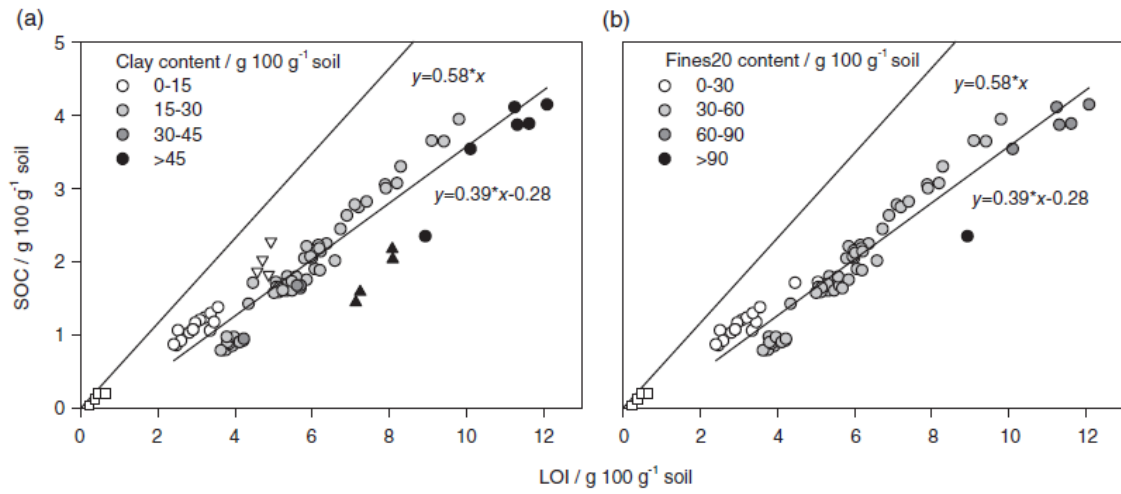 (a)
5
4
3
2
1
0
SOC / g 100 g⁻¹ soil
Clay content / g 100 g⁻¹ soil
0-15
15-30
30-45
>45
y=0.58*x
y=0.39*x-0.28
0 2 4 6 8 10 12
(b)
Fines20 content / g 100 g⁻¹ soil
0-30
30-60
60-90
>90
y=0.58*x
y=0.39*x-0.28
0 2 4 6 8 10 12
LOI / g 100 g⁻¹ soil